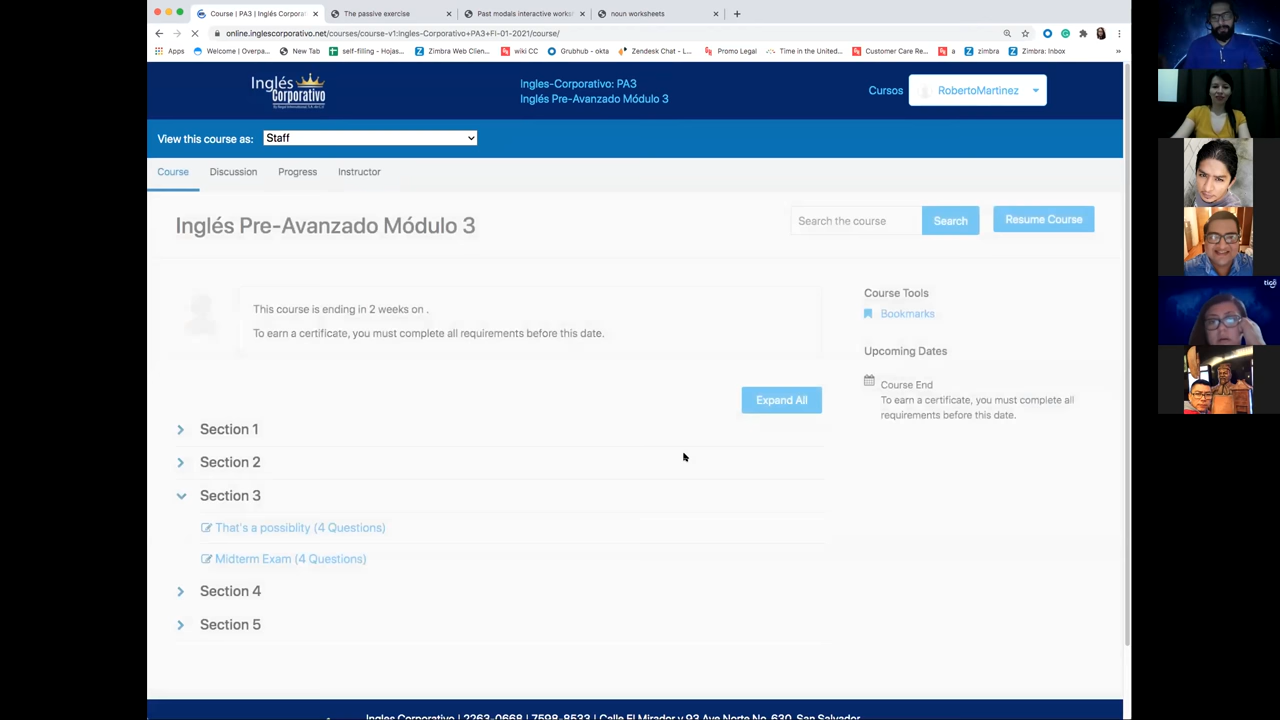 Course | PA3 | Inglés Corporat
The passive exercise
Past modals interactive works
noun worksheets
online.inglescorporativo.net/courses/course-v1:Ingles-Corporativo+PA3+FI-01-2021/course/
Apps
Welcome | Overpa...
New Tab
self-filling - Hojas...
Zimbra Web Clien...
wiki CC
Grubhub - okta
Zendesk Chat - L...
Promo Legal
Time in the United...
Customer Care Re...
a
zimbra
Zimbra: Inbox
»
Inglés
Corporativo
Ingles-Corporativo: PA3
Inglés Pre-Avanzado Módulo 3
Cursos
RobertoMartinez
View this course as:
Staff
Course
Discussion
Progress
Instructor
Inglés Pre-Avanzado Módulo 3
Search the course
Search
Resume Course
This course is ending in 2 weeks on .
To earn a certificate, you must complete all requirements before this date.
Course Tools
Bookmarks
Upcoming Dates
Course End
To earn a certificate, you must complete all
requirements before this date.
Expand All
Section 1
Section 2
Section 3
That's a possiblity (4 Questions)
Midterm Exam (4 Questions)
Section 4
Section 5
Ingles Corporativo | 2263-0668 | 7598-8533 | Calle El Mirador y 93 Ave Norte No. 630, San Salvador
tigo